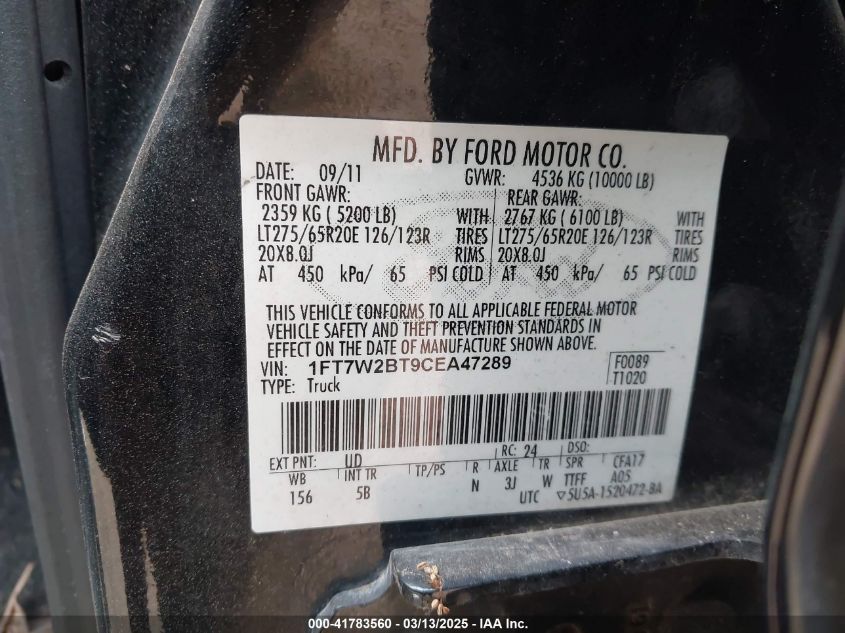 MFD. BY FORD MOTOR CO.
DATE: 09/11 GVWR: 4536 KG (10000 LB)
FRONT GAWR: REAR GAWR:
2359 KG ( 5200 LB) WITH 2767 KG ( 6100 LB) WITH
LT275/65R20E 126/123R TIRES LT275/65R20E 126/123R TIRES
20X8.0J RIMS 20X8.0J RIMS
AT 450 kPa/ 65 PSI COLD AT 450 kPa/ 65 PSI COLD
THIS VEHICLE CONFORMS TO ALL APPLICABLE FEDERAL MOTOR
VEHICLE SAFETY AND THEFT PREVENTION STANDARDS IN
EFFECT ON THE DATE OF MANUFACTURE SHOWN ABOVE.
VIN: 1FT7W2BT9CEA47289 F0089
TYPE: Truck T1020
EXT PNT: UD RC: 24 DSO:
WB INT TR TP/PS R AXLE TR SPR CFA17
156 5B N 3J W TTFF A05
UTC ▽5U5A-1520472-BA
000-41783560 - 03/13/2025 - IAA Inc.